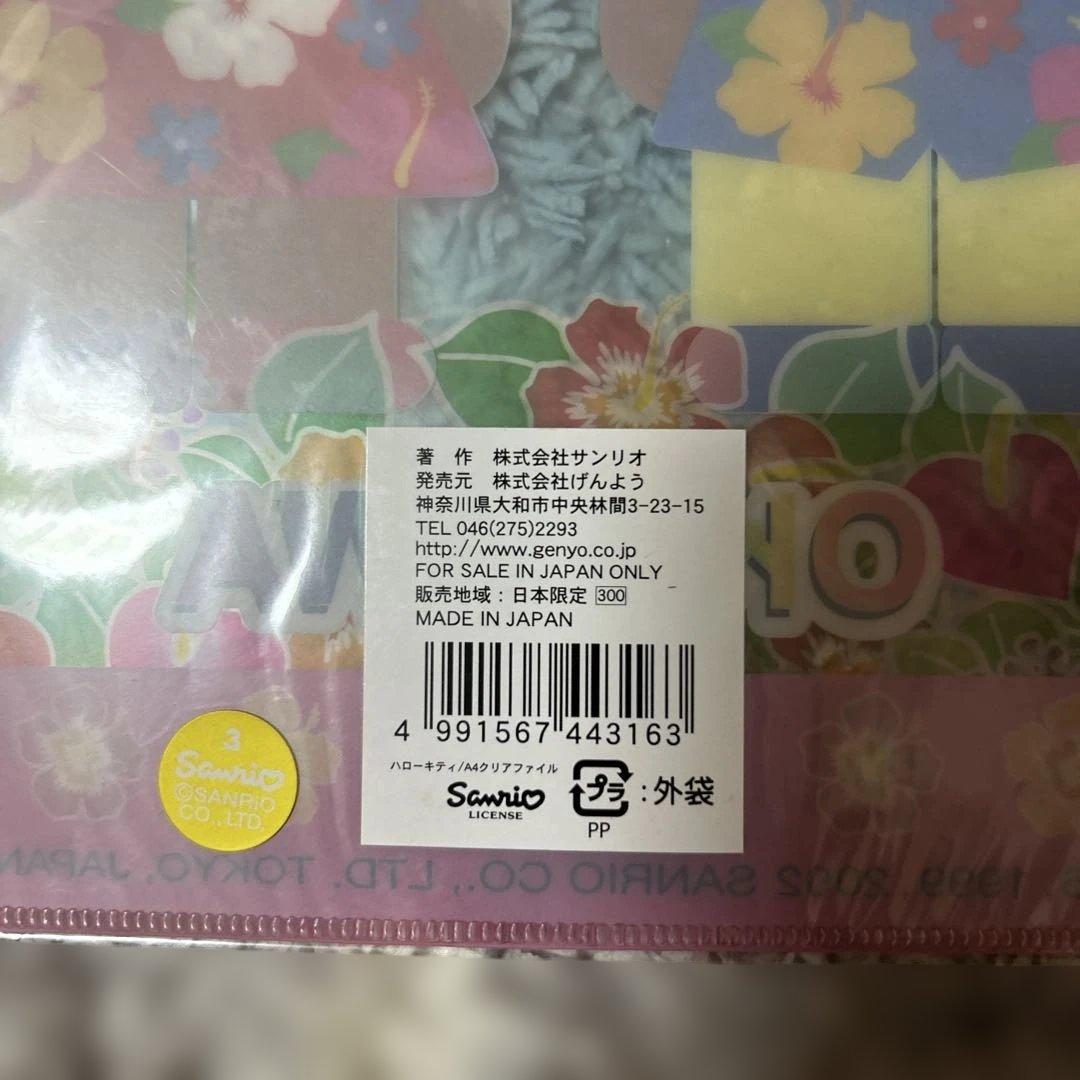 著　作　株式会社サンリオ
発売元　株式会社げんよう
神奈川県大和市中央林間3-23-15
TEL 046(275)2293
http://www.genyo.co.jp
FOR SALE IN JAPAN ONLY
販売地域：日本限定 300
MADE IN JAPAN
4 991567 443163
ハローキティ/A4クリアファイル
Sanrio
LICENSE
プラ：外袋
PP
3
Sanrio
©SANRIO
CO., LTD.
1999, 2002 SANRIO CO., LTD. TOKYO, JAPAN